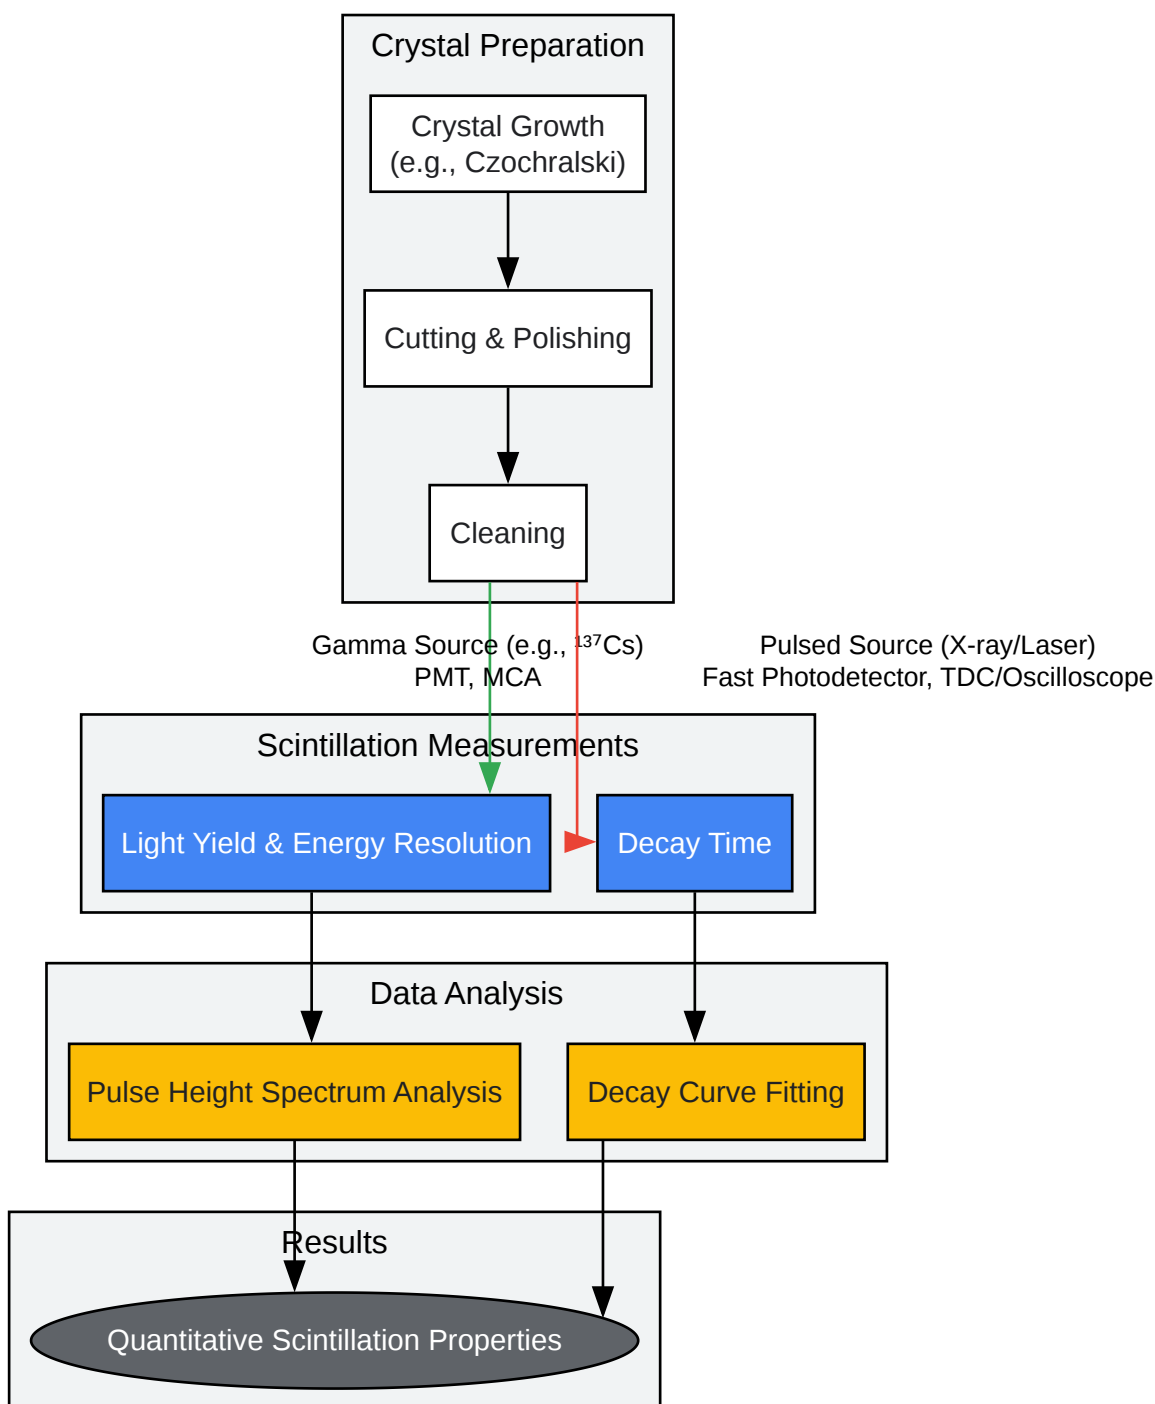 Crystal Preparation
Crystal Growth
(e.g., Czochralski)
Cutting & Polishing
Cleaning
Gamma Source (e.g., ¹³⁷Cs)
PMT, MCA
Pulsed Source (X-ray/Laser)
Fast Photodetector, TDC/Oscilloscope
Scintillation Measurements
Light Yield & Energy Resolution
Decay Time
Data Analysis
Pulse Height Spectrum Analysis
Decay Curve Fitting
Results
Quantitative Scintillation Properties